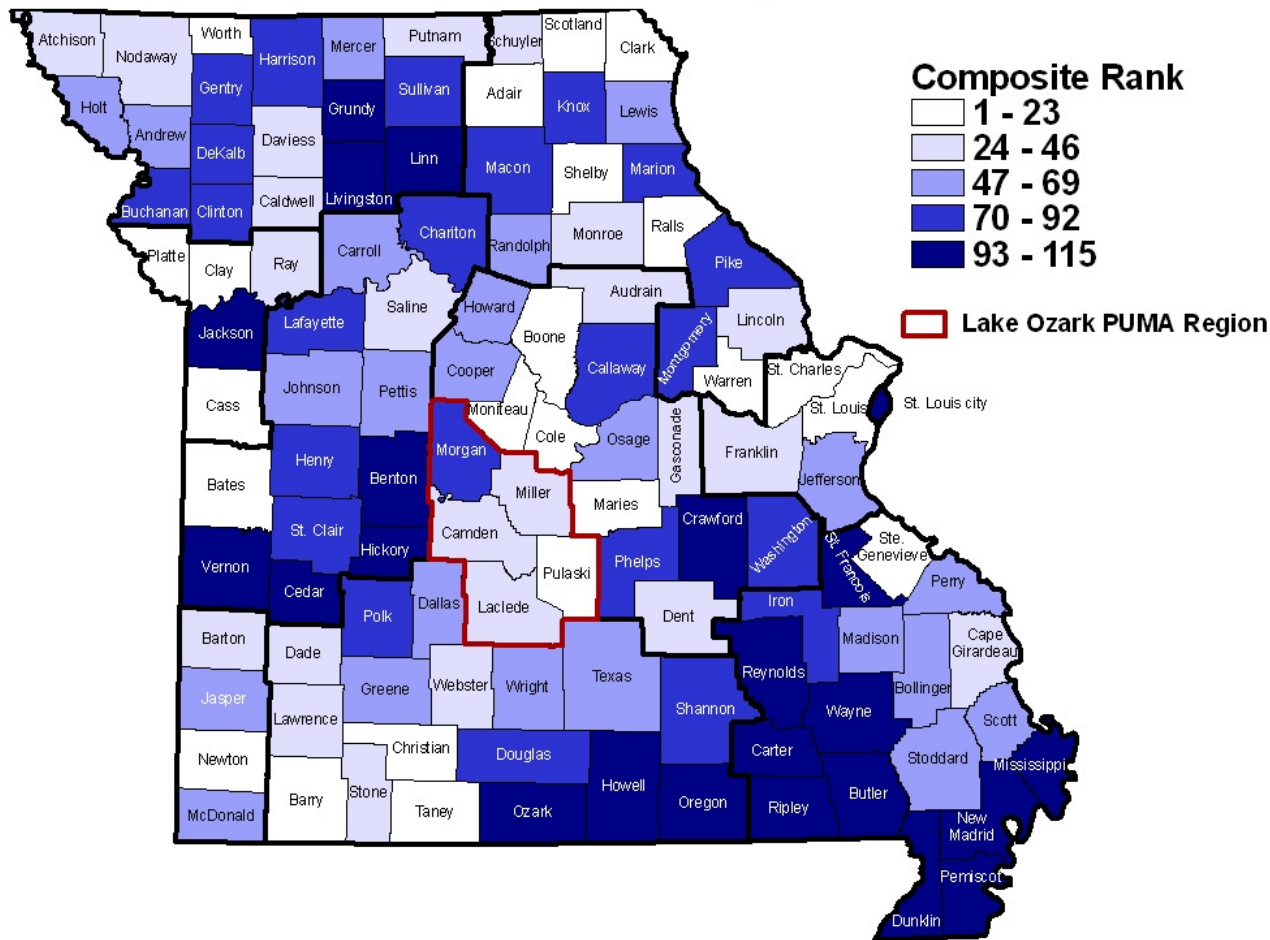 Scotland
Atchison
Worth
Mercer
Putnam
Schuyler
Clark
Nodaway
Harrison
Gentry
Sullivan
Adair
Knox
Lewis
Holt
Grundy
Andrew
DeKalb
Daviess
Linn
Macon
Shelby
Marion
Buchanan
Clinton
Caldwell
Livingston
Chariton
Ralls
Monroe
Randolph
Platte
Clay
Ray
Carroll
Pike
Audrain
Saline
Howard
Lincoln
Jackson
Lafayette
Boone
Montgomery
Callaway
Johnson
Pettis
Cooper
Warren
St. Charles
Cass
Moniteau
St. Louis
St. Louis city
Cole
Osage
Gasconade
Franklin
Morgan
Henry
Bates
Benton
Miller
Jefferson
Maries
St. Clair
Camden
Crawford
Washington
St. Francois
Ste.
Genevieve
Hickory
Vernon
Pulaski
Phelps
Perry
Cedar
Laclede
Dallas
Polk
Iron
Dent
Barton
Madison
Cape
Girardeau
Dade
Reynolds
Texas
Webster
Wright
Greene
Jasper
Bollinger
Shannon
Lawrence
Wayne
Scott
Christian
Douglas
Carter
Stoddard
Newton
Mississippi
Howell
Stone
Barry
Butler
Oregon
Ripley
Taney
Ozark
McDonald
New
Madrid
Pemiscot
Dunklin
Composite Rank
1 - 23
24 - 46
47 - 69
70 - 92
93 - 115
Lake Ozark PUMA Region